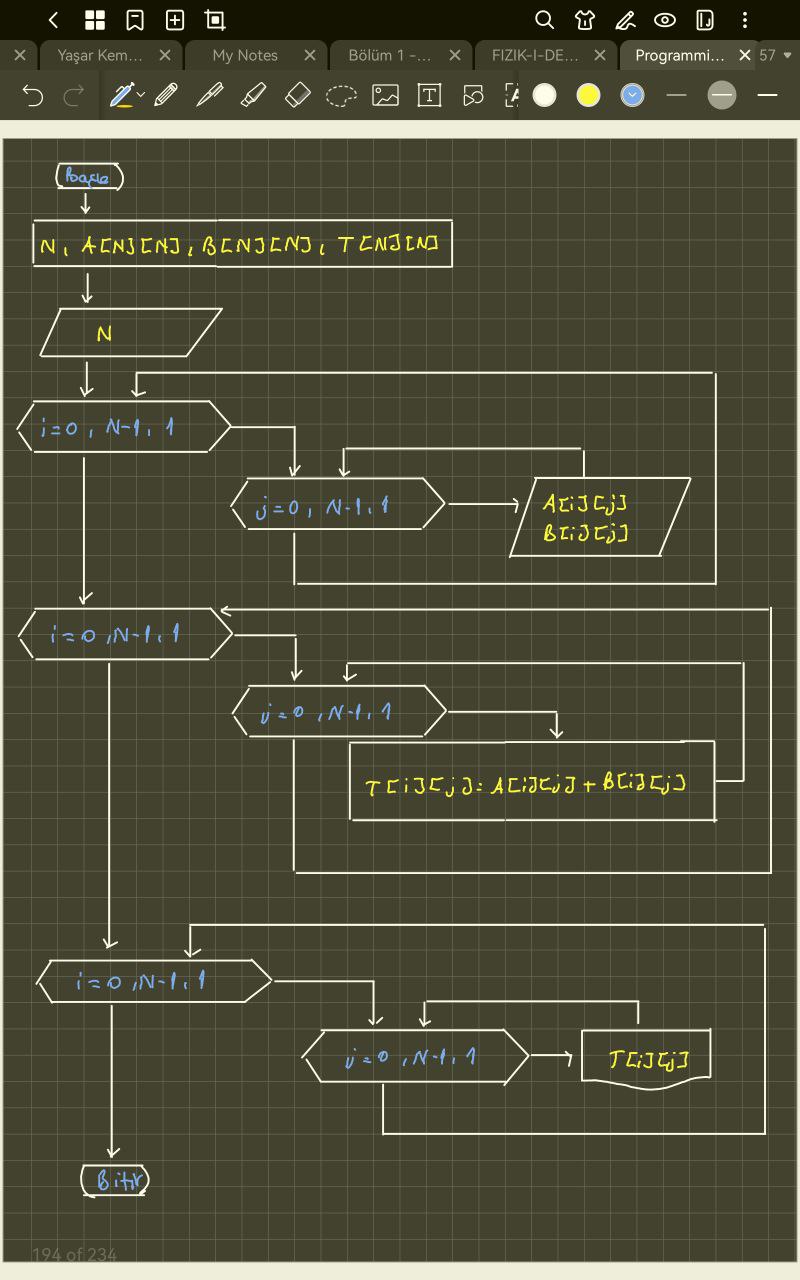 Yaşar Kem... My Notes Bölüm 1 -... FIZIK-I-DE... Programmi... 57
Başla
N, A[N][N], B[N][N], T[N][N]
N
i=0, N-1, 1
j=0, N-1, 1
A[i][j]
B[i][j]
i=0, N-1, 1
j=0, N-1, 1
T[i][j]=A[i][j]+B[i][j]
i=0, N-1, 1
j=0, N-1, 1
T[i][j]
Bitir
194 of 234